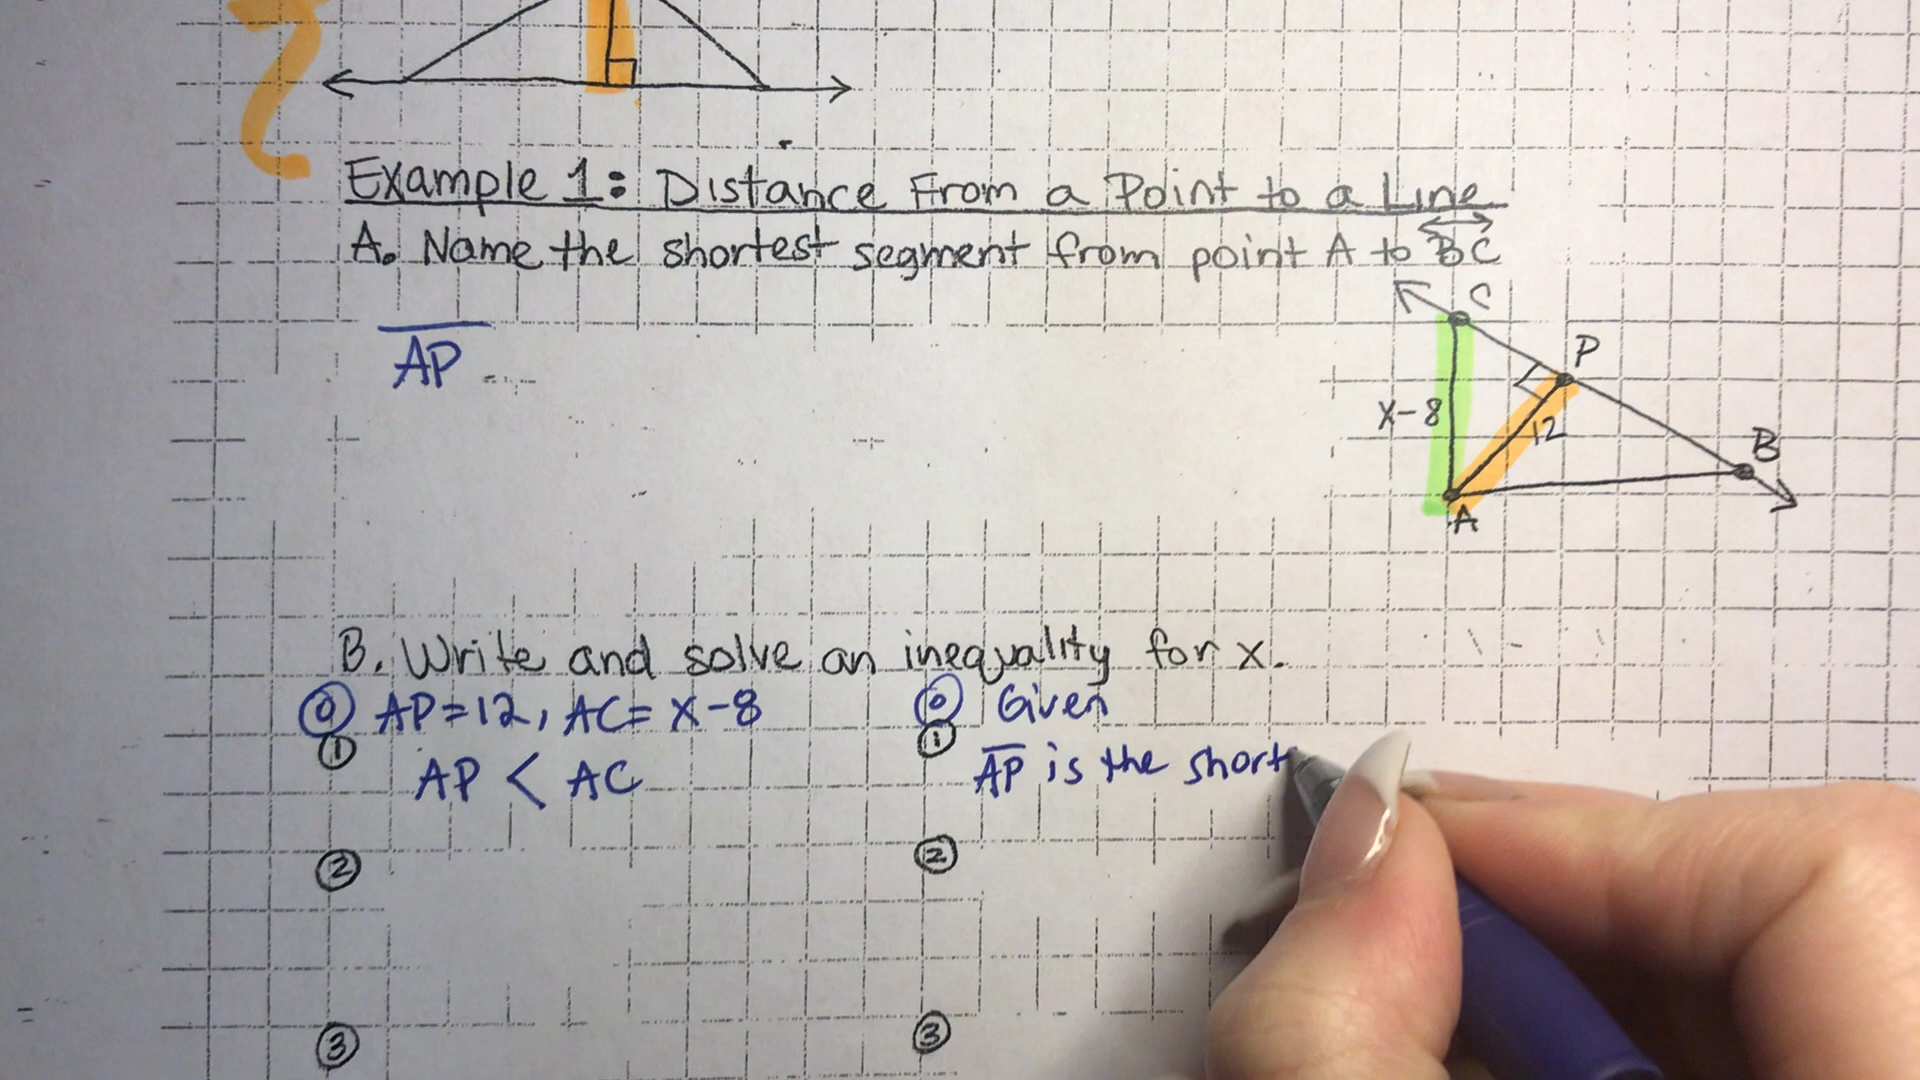 Example 1: Distance From a Point to a Line
A. Name the shortest segment from point A to BC
AP
C
P
x-8
12
B
A
B. Write and solve an inequality for x.
0 AP=12, AC= x-8
0 Given
1
AP < AC
1
AP is the short
2
2
3
3